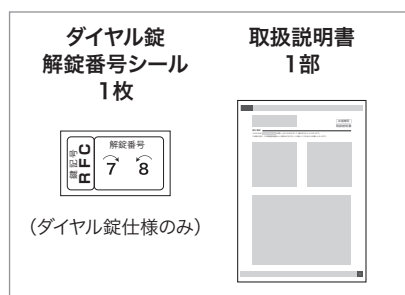 ダイヤル錠
解錠番号シール
1枚
鍵記号
RFC
解錠番号
7 8
(ダイヤル錠仕様のみ)
取扱説明書
1部